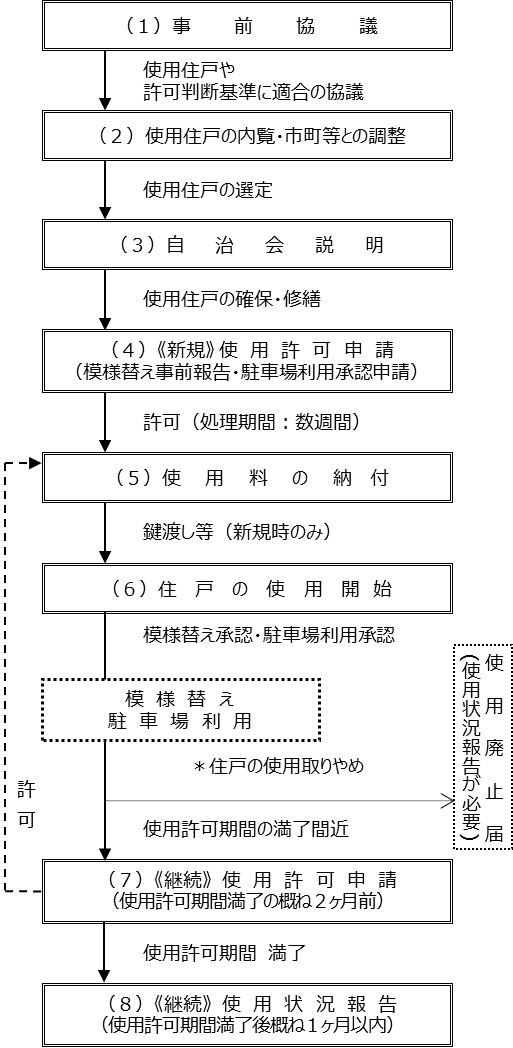 （１）事前協議
使用住戸や
許可判断基準に適合の協議
（２）使用住戸の内覧・市町等との調整
使用住戸の選定
（３）自治会説明
使用住戸の確保・修繕
（４）《新規》使用許可申請
（模様替え事前報告・駐車場利用承認申請）
許可（処理期間：数週間）
（５）使用料の納付
鍵渡し等（新規時のみ）
（６）住戸の使用開始
模様替え承認・駐車場利用承認
模様替え
駐車場利用
＊住戸の使用取りやめ
使用廃止届
（使用状況報告が必要）
使用許可期間の満了間近
許可
（７）《継続》使用許可申請
（使用許可期間満了の概ね２ヶ月前）
使用許可期間 満了
（８）《継続》使用状況報告
（使用許可期間満了後概ね１ヶ月以内）